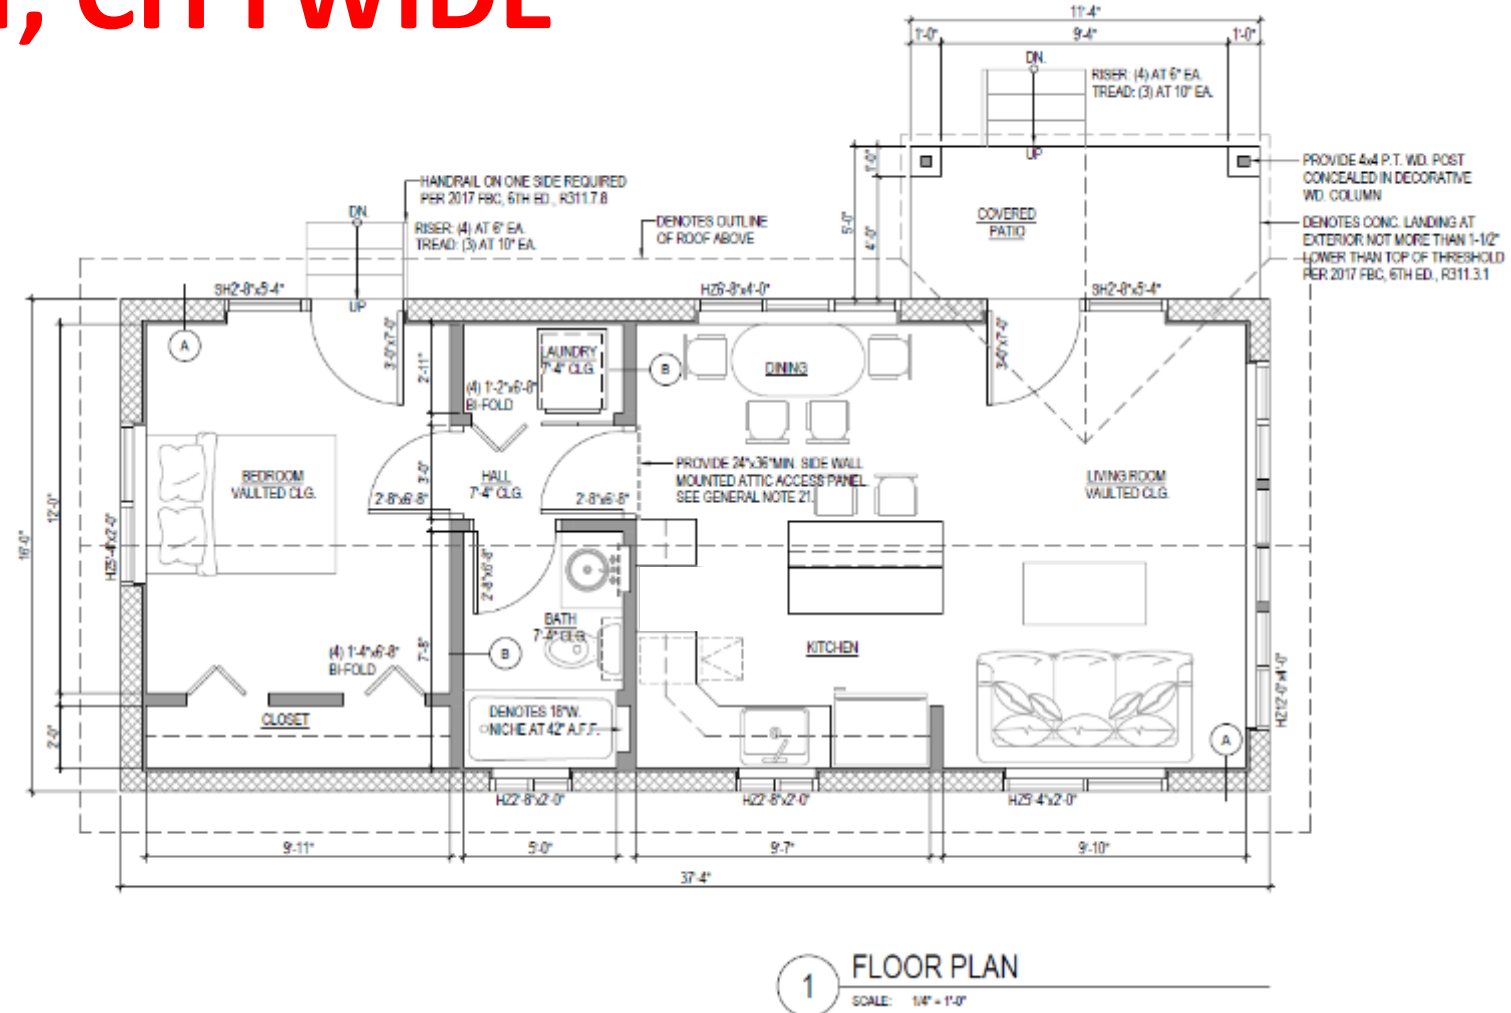 , CITYWIDE
11'-4"
1'-0"
9'-4"
1'-0"
DN.
RISER: (4) AT 6" EA.
TREAD: (3) AT 10" EA.
UP
1'-0"
5'-0"
4'-0"
COVERED
PATIO
PROVIDE 4x4 P.T. WD. POST
CONCEALED IN DECORATIVE
WD. COLUMN
DENOTES CONC. LANDING AT
EXTERIOR NOT MORE THAN 1-1/2"
LOWER THAN TOP OF THRESHOLD
PER 2017 FBC, 6TH ED., R311.3.1
HANDRAIL ON ONE SIDE REQUIRED
PER 2017 FBC, 6TH ED., R311.7.8
DN.
RISER: (4) AT 6" EA.
TREAD: (3) AT 10" EA.
UP
DENOTES OUTLINE
OF ROOF ABOVE
SH2'-8"x5'-4"
HZ6'-8"x4'-0"
SH2'-8"x5'-4"
A
3'-0"x7'-0"
2'-11"
LAUNDRY
7'-4" CLG.
B
(4) 1'-2"x6'-8"
BI-FOLD
DINING
3'-0"x7'-0"
BEDROOM
VAULTED CLG.
3'-0"
2'-8"x6'-8"
HALL
7'-4" CLG.
2'-8"x6'-8"
PROVIDE 24"x36"MIN. SIDE WALL
MOUNTED ATTIC ACCESS PANEL
SEE GENERAL NOTE 21.
LIVING ROOM
VAULTED CLG.
16'-0"
12'-0"
HZ5'-4"x2'-0"
2'-8"x6'-8"
BATH
7'-4" CLG.
7'-8"
B
(4) 1'-4"x6'-8"
BI-FOLD
KITCHEN
CLOSET
2'-0"
DENOTES 18"W.
NICHE AT 42" A.F.F.
HZ12'-0"x4'-0"
A
HZ2'-8"x2'-0"
HZ2'-8"x2'-0"
HZ5'-4"x2'-0"
9'-11"
5'-0"
9'-7"
9'-10"
37'-4"
1
FLOOR PLAN
SCALE: 1/4" = 1'-0"